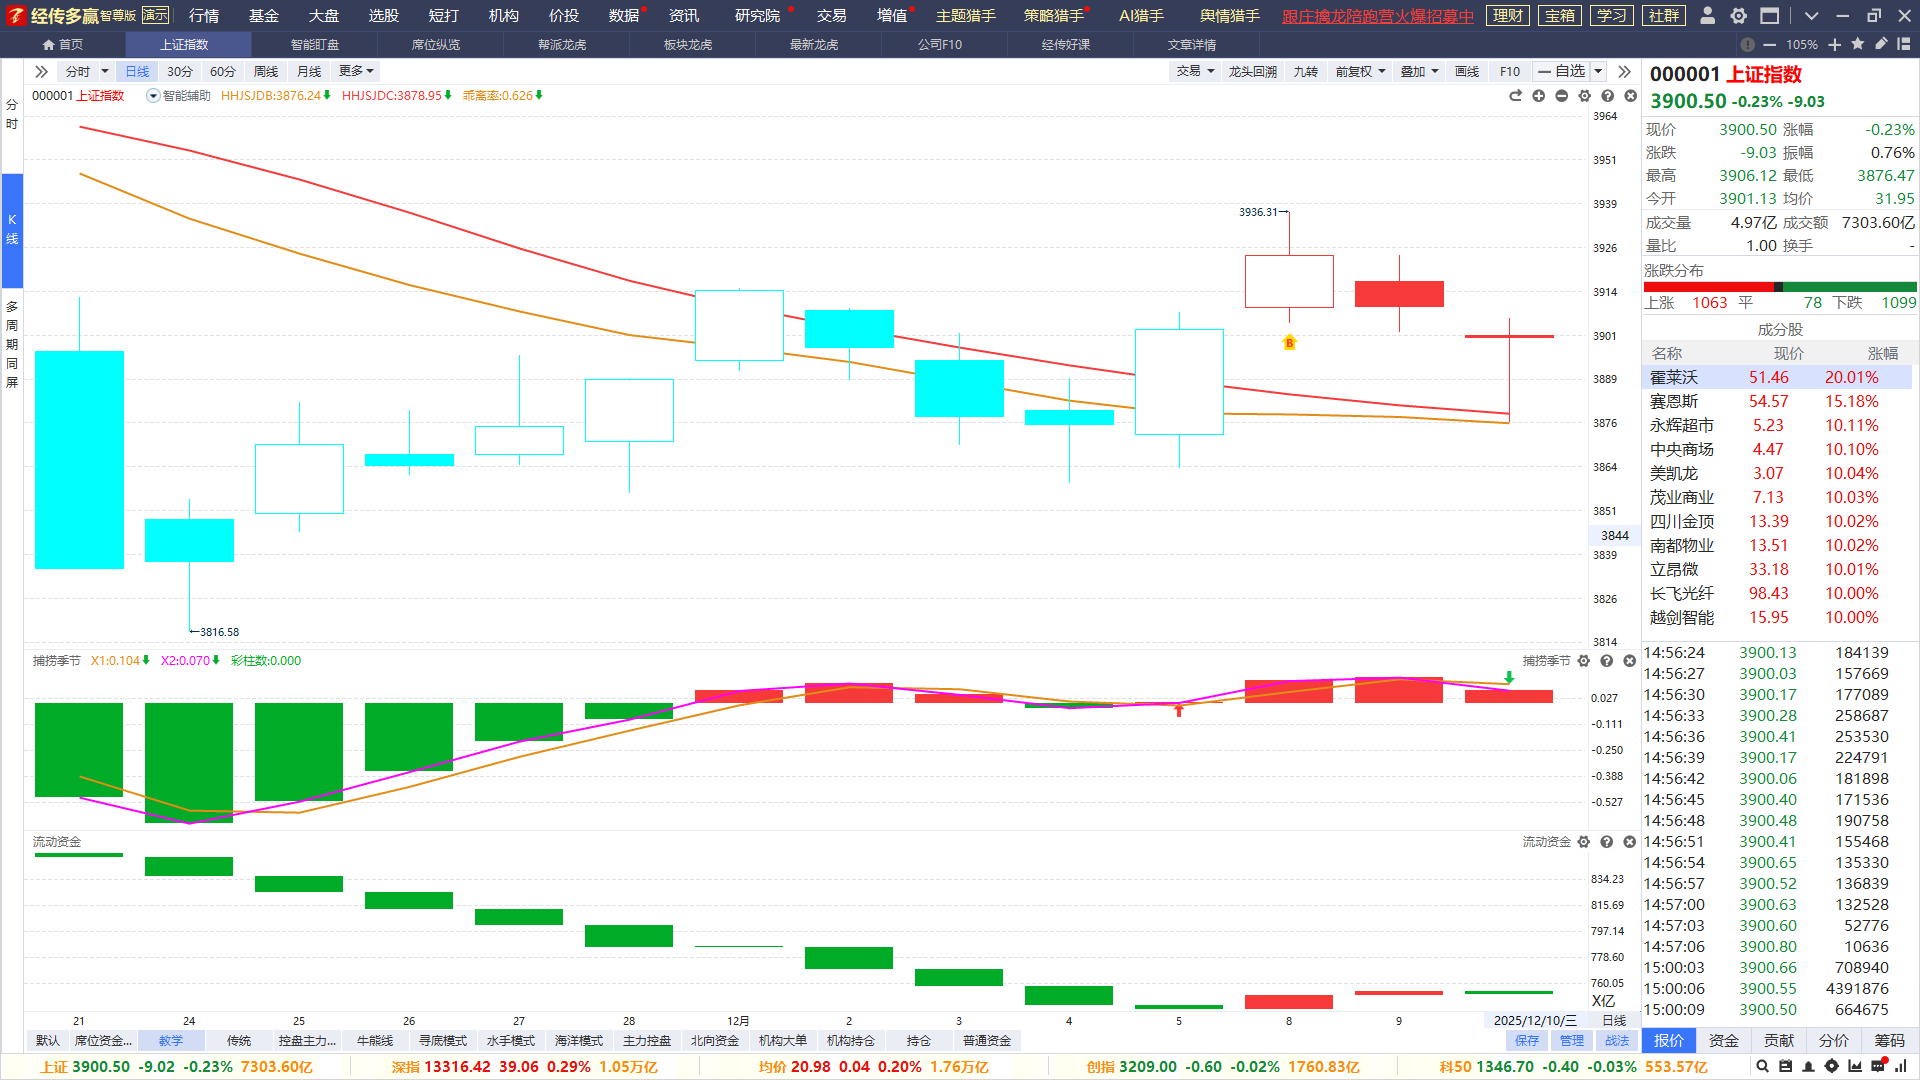 经传多赢 智尊版 演示 行情 基金 大盘 选股 短打 机构 价投 数据 资讯 研究院 交易 增值 主题猎手 策略猎手 AI猎手 舆情猎手 跟庄擒龙陪跑营火爆招募中 理财 宝箱 学习 社群
首页 上证指数 智能盯盘 席位纵览 帮派龙虎 板块龙虎 最新龙虎 公司F10 经传好课 文章详情 105%
分时 日线 30分 60分 周线 月线 更多 交易 龙头回溯 九转 前复权 叠加 画线 F10 自选
000001 上证指数 智能辅助 HHJSJDB:3876.24 HHJSJDC:3878.95 乖离率:0.626
分时
K线
多周期同屏
3964
3951
3939
3926
3914
3901
3889
3876
3864
3851
3844
3839
3826
3814
3936.31
B
3816.58
捕捞季节 X1:0.104 X2:0.070 彩柱数:0.000 捕捞季节
0.027
-0.111
-0.250
-0.388
-0.527
流动资金 流动资金
834.23
815.69
797.14
778.60
760.05
X亿
21 24 25 26 27 28 12月 2 3 4 5 8 9 2025/12/10/三 日线
默认 席位资金... 教学 传统 控盘主力... 牛能线 寻底模式 水手模式 海洋模式 主力控盘 北向资金 机构大单 机构持仓 持仓 普通资金 保存 管理 战法
000001 上证指数
3900.50 -0.23% -9.03
现价 3900.50 涨幅 -0.23%
涨跌 -9.03 振幅 0.76%
最高 3906.12 最低 3876.47
今开 3901.13 均价 31.95
成交量 4.97亿 成交额 7303.60亿
量比 1.00 换手 -
涨跌分布
上涨 1063 平 78 下跌 1099
成分股
名称 现价 涨幅
霍莱沃 51.46 20.01%
赛恩斯 54.57 15.18%
永辉超市 5.23 10.11%
中央商场 4.47 10.10%
美凯龙 3.07 10.04%
茂业商业 7.13 10.03%
四川金顶 13.39 10.02%
南都物业 13.51 10.02%
立昂微 33.18 10.01%
长飞光纤 98.43 10.00%
越剑智能 15.95 10.00%
14:56:24 3900.13 184139
14:56:27 3900.03 157669
14:56:30 3900.17 177089
14:56:33 3900.28 258687
14:56:36 3900.41 253530
14:56:39 3900.17 224791
14:56:42 3900.06 181898
14:56:45 3900.40 171536
14:56:48 3900.48 190758
14:56:51 3900.41 155468
14:56:54 3900.65 135330
14:56:57 3900.52 136839
14:57:00 3900.63 132528
14:57:03 3900.60 52776
14:57:06 3900.80 10636
15:00:03 3900.66 708940
15:00:06 3900.55 4391876
15:00:09 3900.50 664675
报价 资金 贡献 分价 筹码
上证 3900.50 -9.02 -0.23% 7303.60亿 深指 13316.42 39.06 0.29% 1.05万亿 均价 20.98 0.04 0.20% 1.76万亿 创指 3209.00 -0.60 -0.02% 1760.83亿 科50 1346.70 -0.40 -0.03% 553.57亿